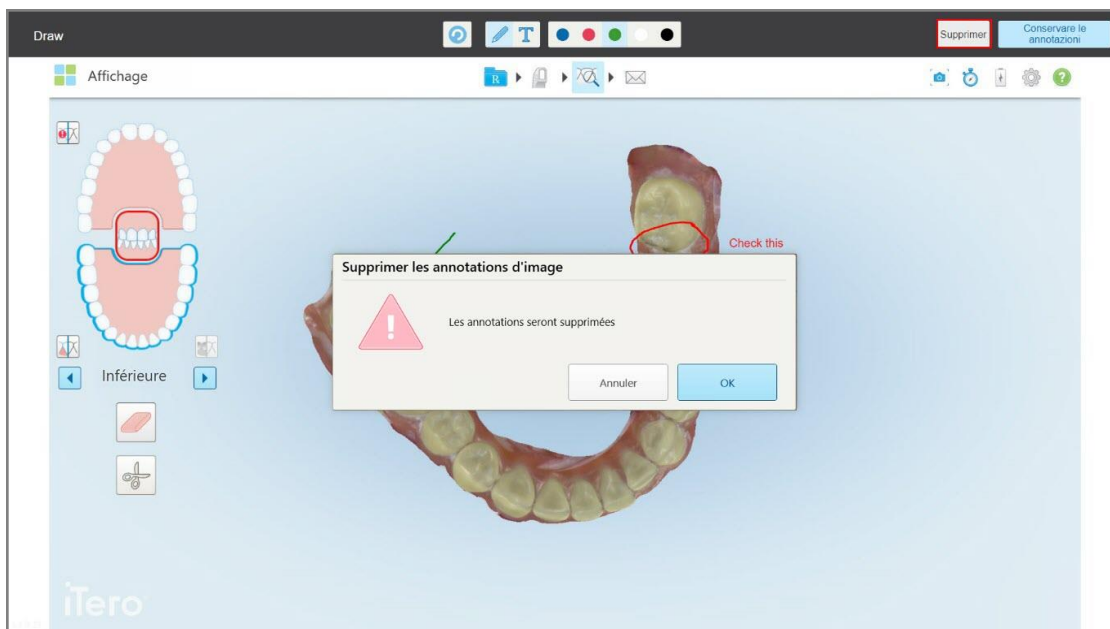 Draw
T
Supprimer
Conservare le
annotazioni
Affichage
R
Check this
Supprimer les annotations d'image
Les annotations seront supprimées
Annuler
OK
Inférieure
iTero